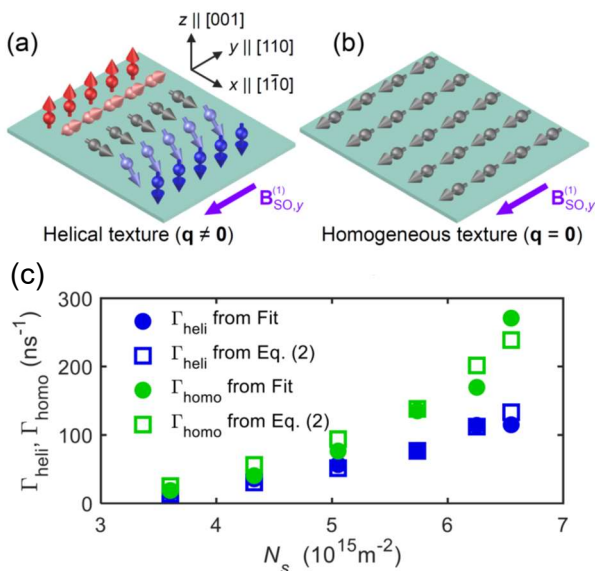 (a)
z || [001]
y || [110]
x || [11̄0]
(b)
B(1)SO,y
B(1)SO,y
Helical texture (q ≠ 0)
Homogeneous texture (q = 0)
(c)
Γheli, Γhomo (ns-1)
300
200
100
0
Γheli from Fit
Γheli from Eq. (2)
Γhomo from Fit
Γhomo from Eq. (2)
3 4 5 6 7
Ns (10^15 m-2)